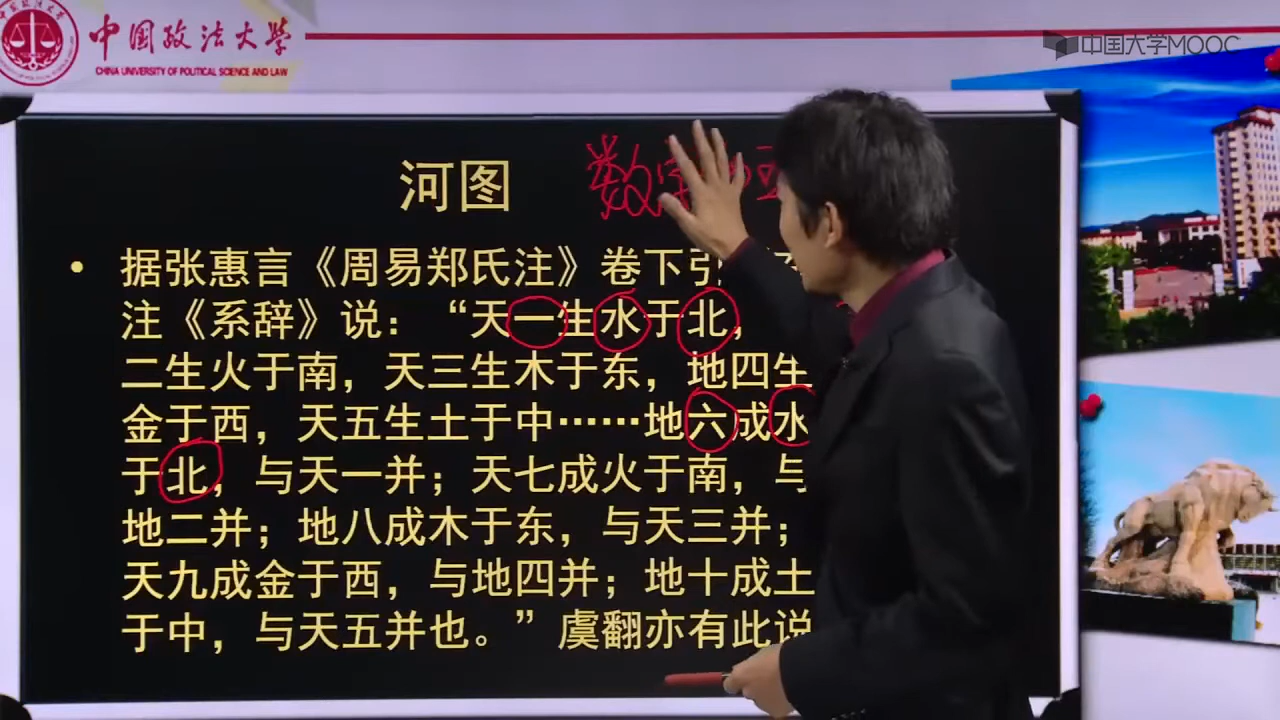 中国政法大学
CHINA UNIVERSITY OF POLITICAL SCIENCE AND LAW
中国大学MOOC
河图 数字
• 据张惠言《周易郑氏注》卷下引
注《系辞》说：“天一生水于北，
二生火于南，天三生木于东，地四生
金于西，天五生土于中……地六成水
于北，与天一并；天七成火于南，与
地二并；地八成木于东，与天三并；
天九成金于西，与地四并；地十成土
于中，与天五并也。”虞翻亦有此说